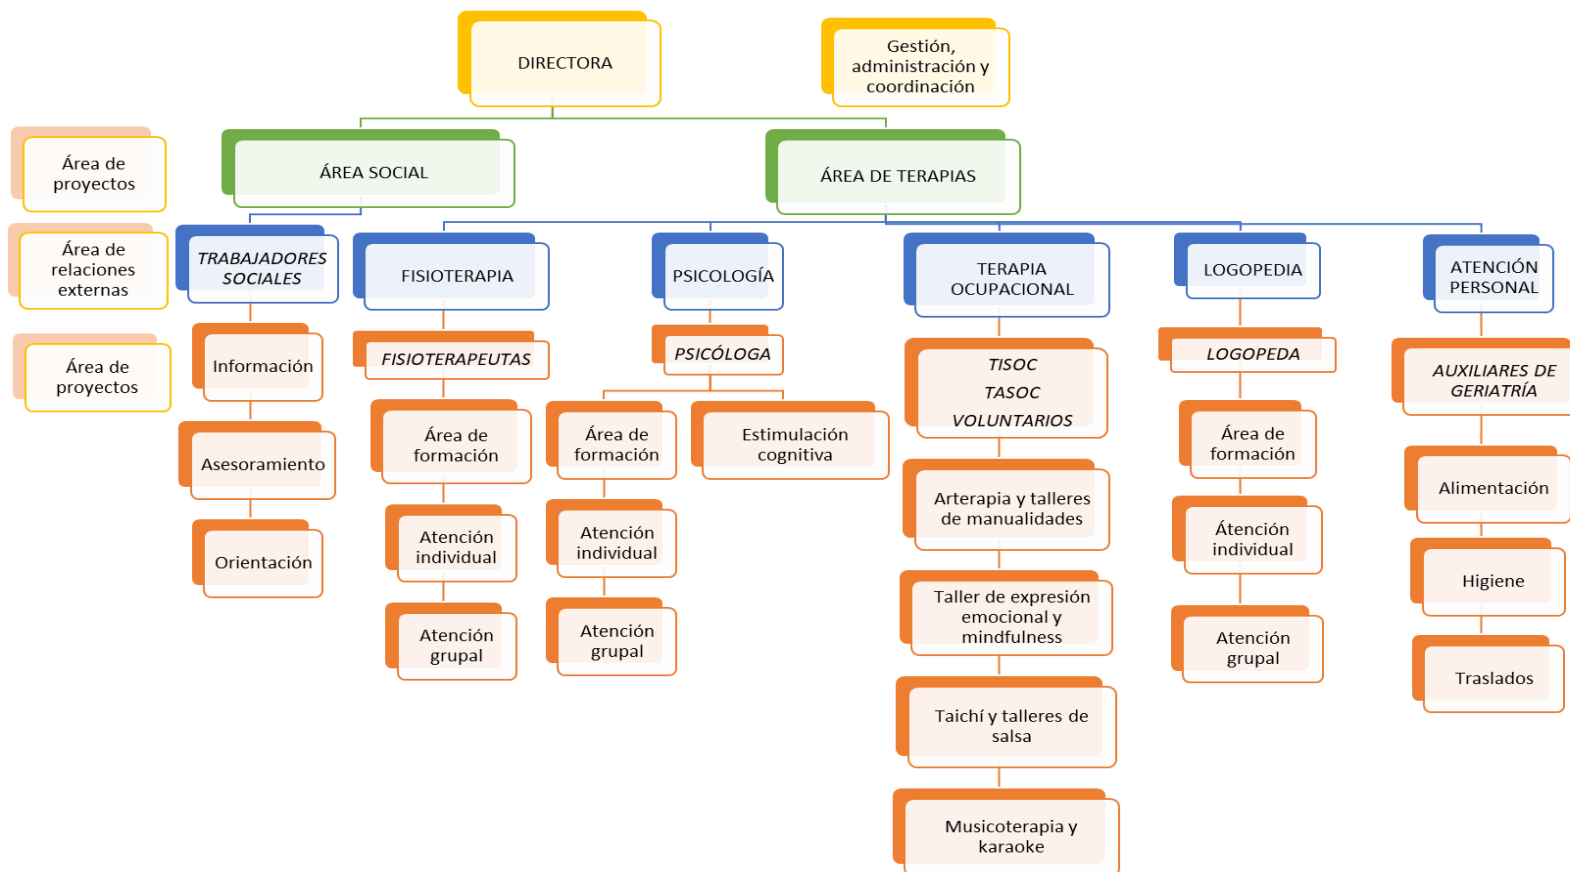 DIRECTORA
Gestión,
administración y
coordinación
Área de
proyectos
ÁREA SOCIAL
ÁREA DE TERAPIAS
Área de
relaciones
externas
Área de
proyectos
TRABAJADORES
SOCIALES
Información
Asesoramiento
Orientación
FISIOTERAPIA
FISIOTERAPEUTAS
Área de
formación
Atención
individual
Atención
grupal
PSICOLOGÍA
PSICÓLOGA
Área de
formación
Atención
individual
Atención
grupal
Estimulación
cognitiva
TERAPIA
OCUPACIONAL
TISOC
TASOC
VOLUNTARIOS
Arterapia y talleres
de manualidades
Taller de expresión
emocional y
mindfulness
Taichí y talleres de
salsa
Musicoterapia y
karaoke
LOGOPEDIA
LOGOPEDA
Área de
formación
Átención
individual
Atención
grupal
ATENCIÓN
PERSONAL
AUXILIARES DE
GERIATRÍA
Alimentación
Higiene
Traslados